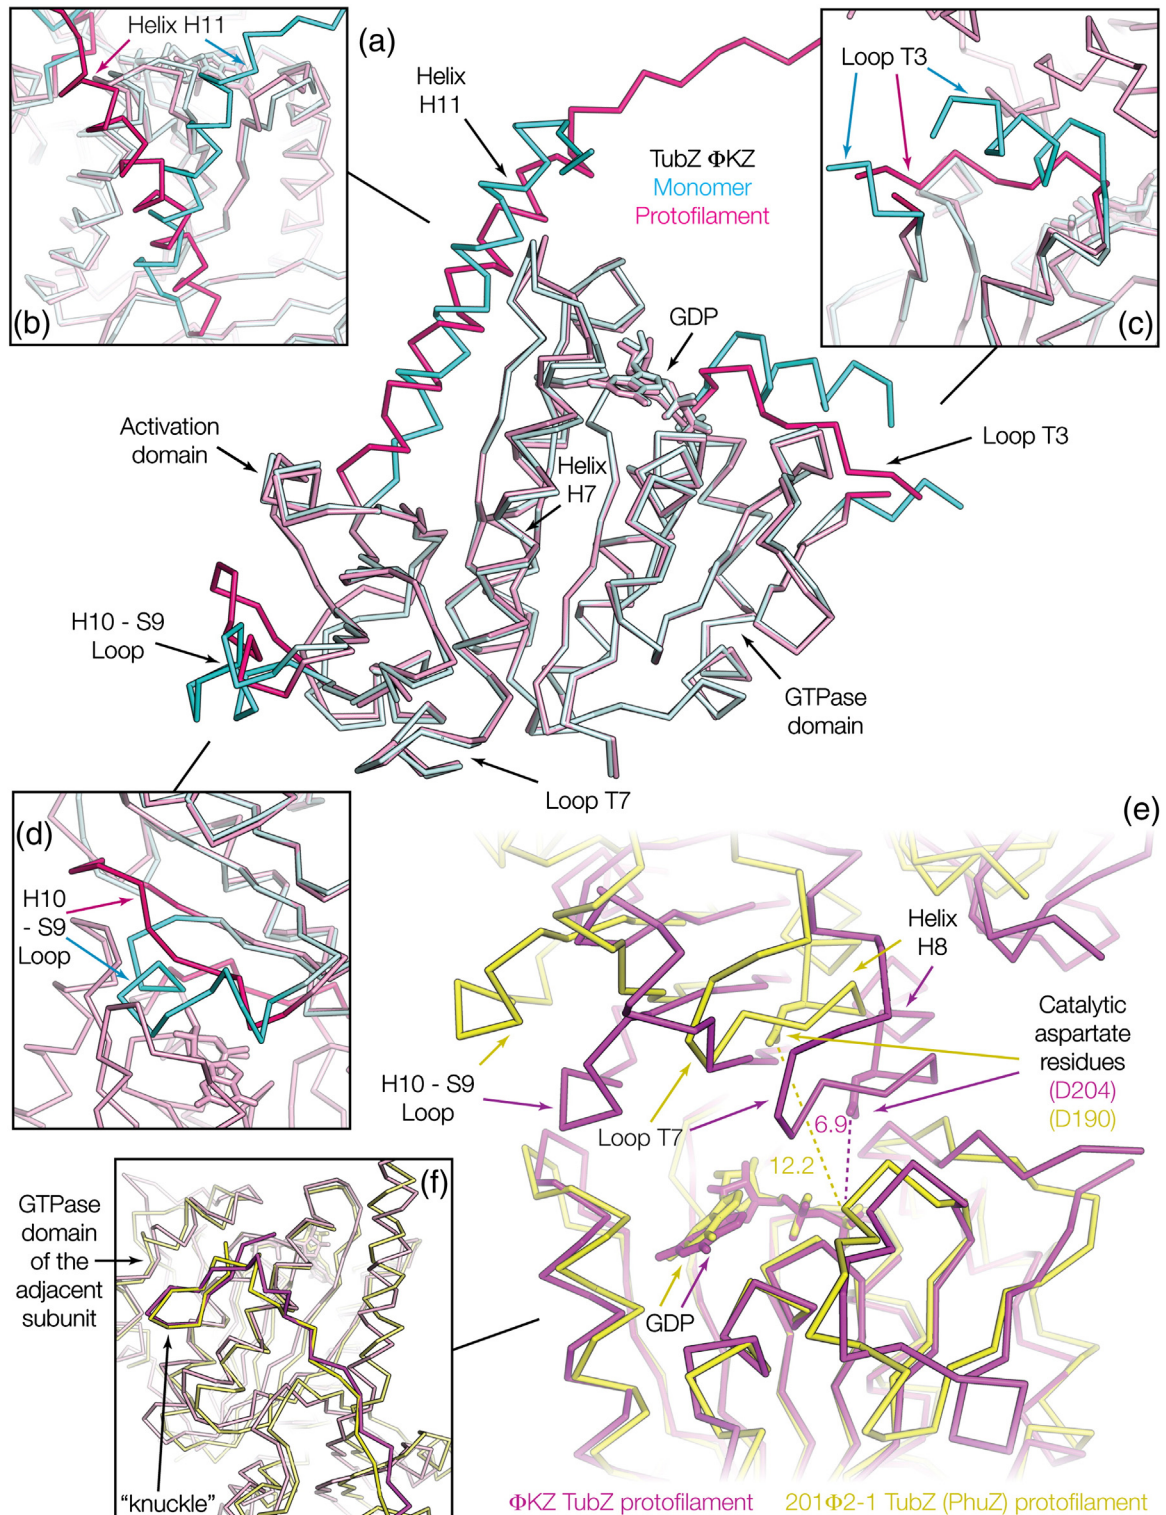 Helix H11
(b)
(a)
Helix
H11
TubZ ΦKZ
Monomer
Protofilament
Loop T3
(c)
GDP
Activation
domain
Helix
H7
Loop T3
H10 - S9
Loop
GTPase
domain
Loop T7
(d)
H10
- S9
Loop
(e)
Helix
H8
Catalytic
aspartate
residues
(D204)
(D190)
H10 - S9
Loop
Loop T7
6.9
12.2
GDP
(f)
GTPase
domain
of the
adjacent
subunit
“knuckle”
ΦKZ TubZ protofilament
201Φ2-1 TubZ (PhuZ) protofilament